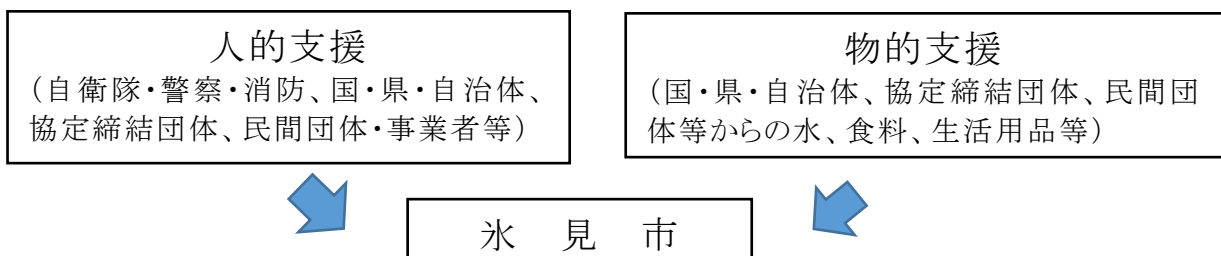 人的支援
（自衛隊・警察・消防、国・県・自治体、
協定締結団体、民間団体・事業者等）
物的支援
（国・県・自治体、協定締結団体、民間団
体等からの水、食料、生活用品等）
氷　見　市